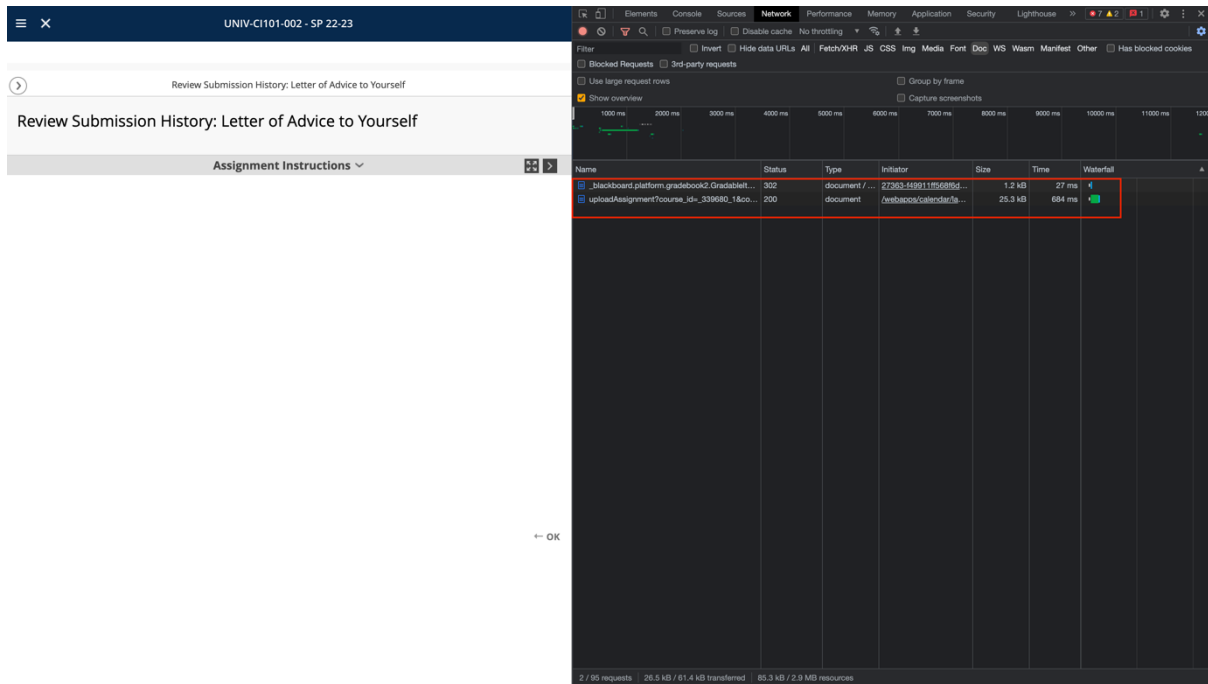 UNIV-CI101-002 - SP 22-23
Review Submission History: Letter of Advice to Yourself
Review Submission History: Letter of Advice to Yourself
Assignment Instructions
← OK
Elements Console Sources Network Performance Memory Application Security Lighthouse » 7 2 1
Preserve log Disable cache No throttling
Filter Invert Hide data URLs All Fetch/XHR JS CSS Img Media Font Doc WS Wasm Manifest Other Has blocked cookies
Blocked Requests 3rd-party requests
Use large request rows Group by frame
Show overview Capture screenshots
1000 ms 2000 ms 3000 ms 4000 ms 5000 ms 6000 ms 7000 ms 8000 ms 9000 ms 10000 ms 11000 ms 1200
Name Status Type Initiator Size Time Waterfall
_blackboard.platform.gradebook2.GradableIt... 302 document / ... 27363-f49911ff568f6d... 1.2 kB 27 ms
uploadAssignment?course_id=_339680_1&co... 200 document /webapps/calendar/la... 25.3 kB 684 ms
2 / 95 requests 26.5 kB / 61.4 kB transferred 85.3 kB / 2.9 MB resources